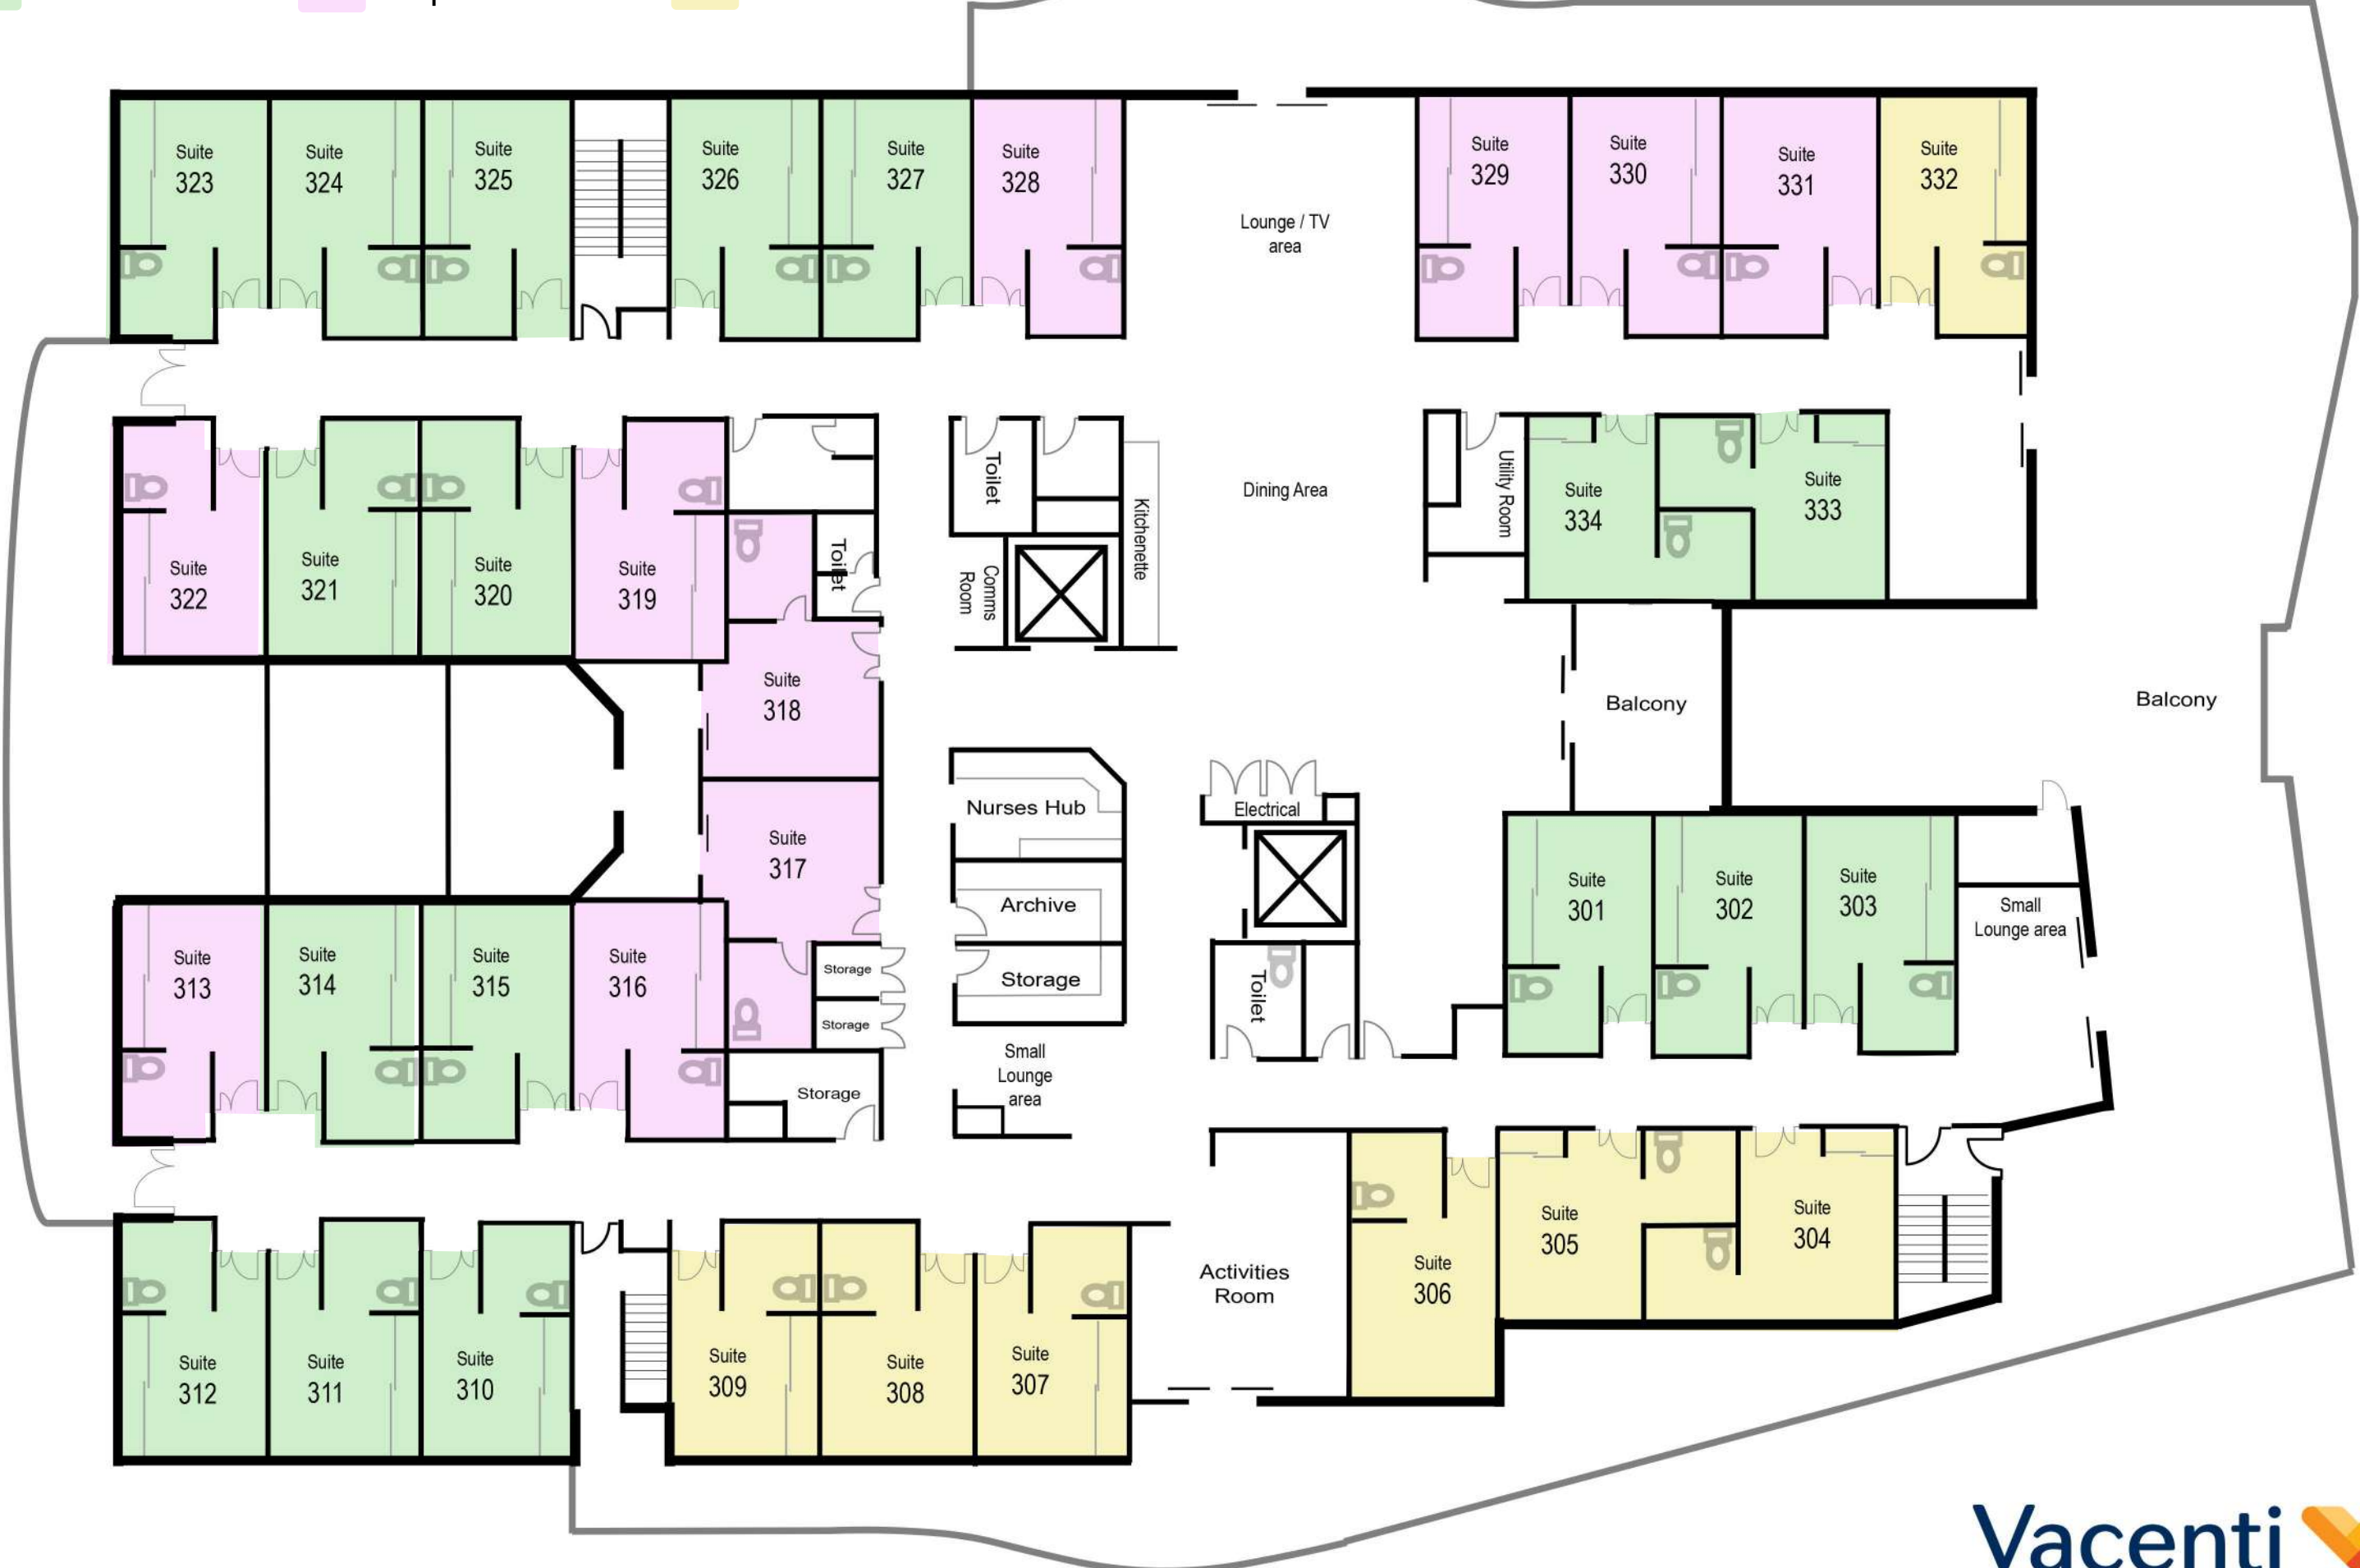 Suite
323
Suite
324
Suite
325
Suite
326
Suite
327
Suite
328
Lounge / TV
area
Suite
329
Suite
330
Suite
331
Suite
332
Suite
322
Suite
321
Suite
320
Suite
319
Toilet
Toilet
Comms
Room
Kitchenette
Dining Area
Utility Room
Suite
334
Suite
333
Suite
318
Balcony
Balcony
Suite
317
Nurses Hub
Archive
Storage
Electrical
Toilet
Suite
301
Suite
302
Suite
303
Small
Lounge area
Suite
313
Suite
314
Suite
315
Suite
316
Storage
Storage
Storage
Small
Lounge
area
Suite
312
Suite
311
Suite
310
Suite
309
Suite
308
Suite
307
Activities
Room
Suite
306
Suite
305
Suite
304
Vacenti